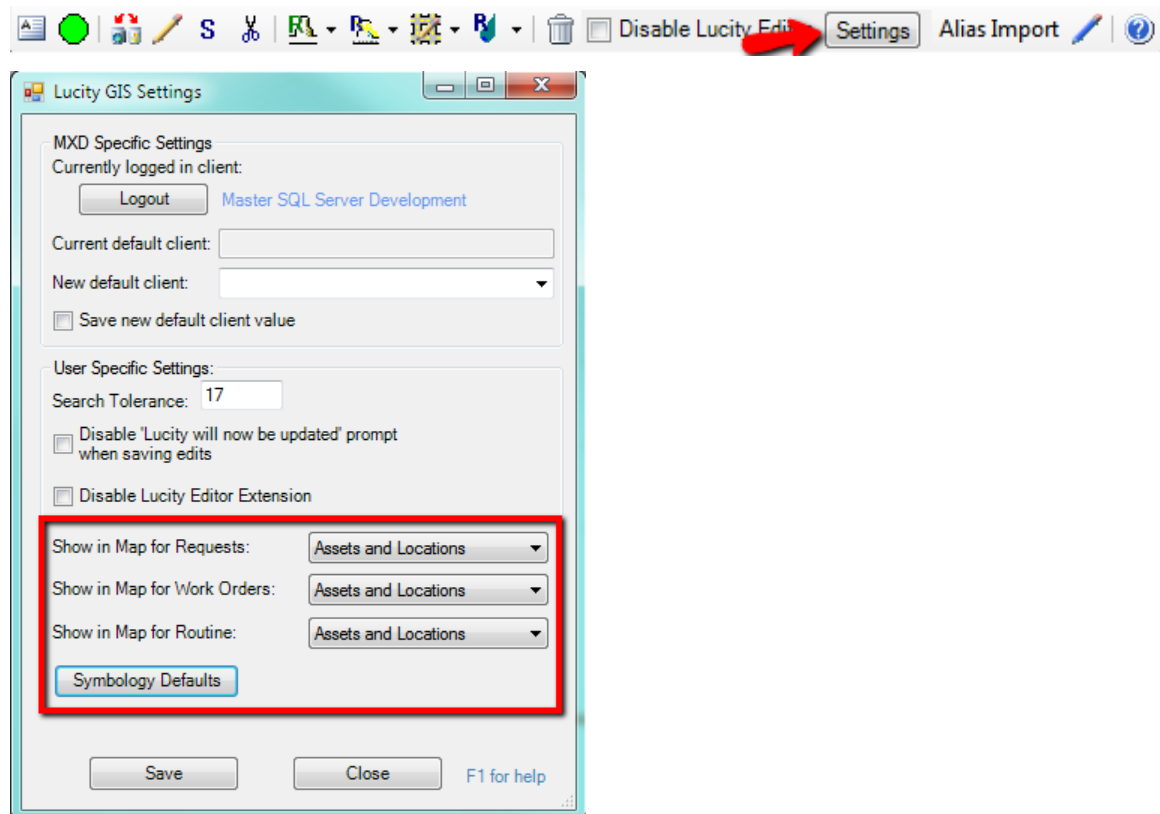 S Disable Lucity Edi Settings Alias Import
Lucity GIS Settings
MXD Specific Settings
Currently logged in client:
Logout Master SQL Server Development
Current default client:
New default client:
Save new default client value
User Specific Settings:
Search Tolerance: 17
Disable 'Lucity will now be updated' prompt
when saving edits
Disable Lucity Editor Extension
Show in Map for Requests: Assets and Locations
Show in Map for Work Orders: Assets and Locations
Show in Map for Routine: Assets and Locations
Symbology Defaults
Save Close F1 for help